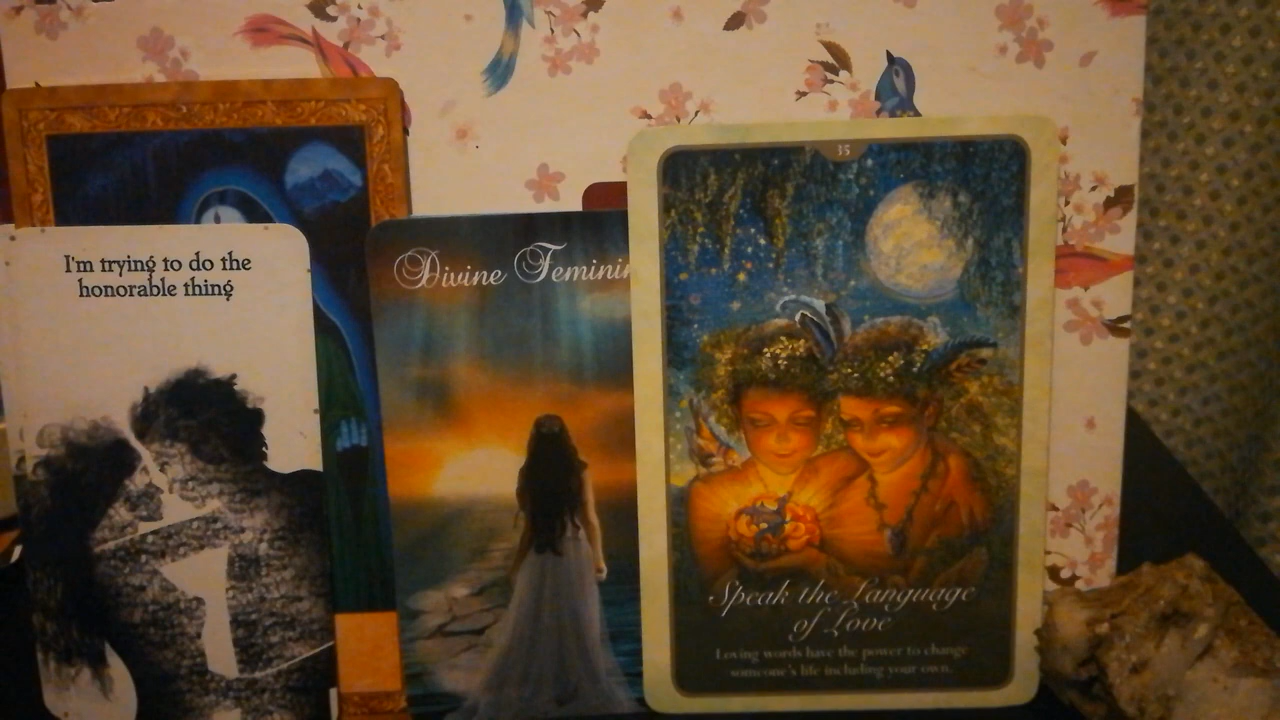 I'm trying to do the
honorable thing
Divine Feminin
35
Speak the Language
of Love
Loving words have the power to change
someone's life including your own.